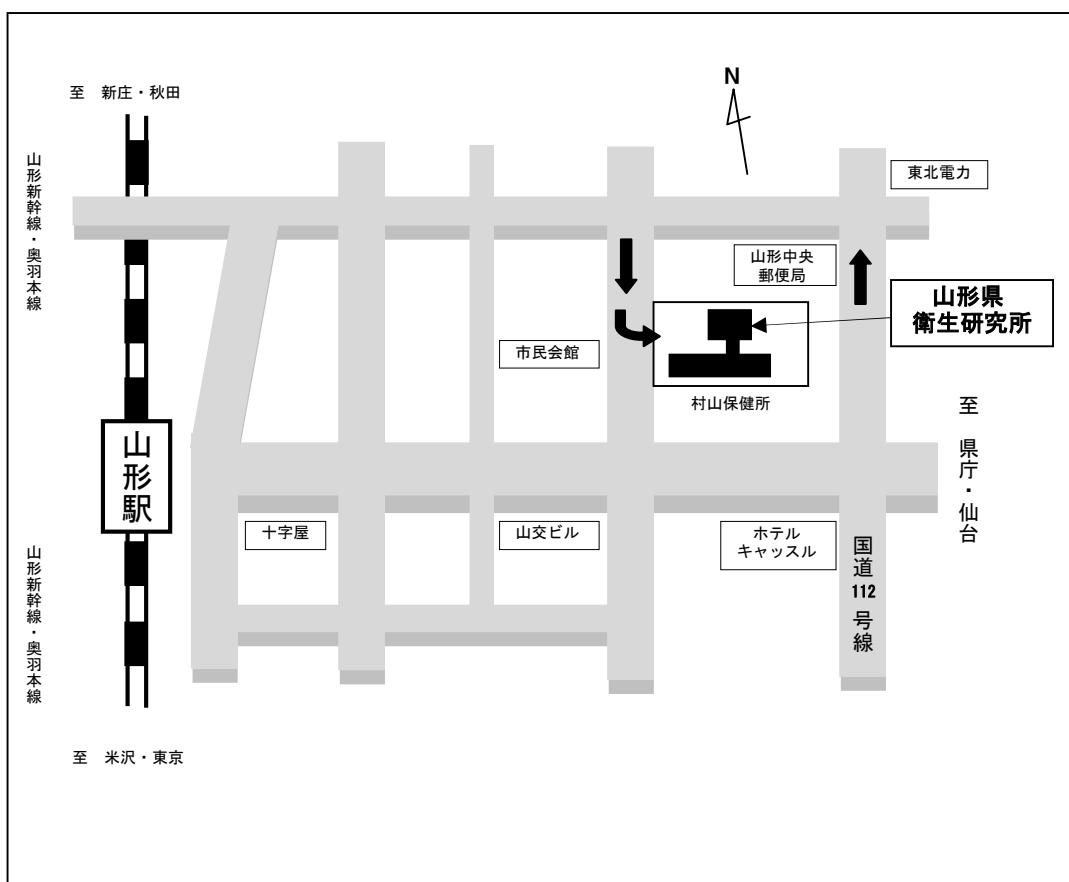 N
至 新庄・秋田
山形新幹線・奥羽本線
東北電力
山形中央
郵便局
山形県
衛生研究所
市民会館
村山保健所
至 県庁・仙台
山形駅
十字屋
山交ビル
ホテル
キャッスル
国道112号線
山形新幹線・奥羽本線
至 米沢・東京